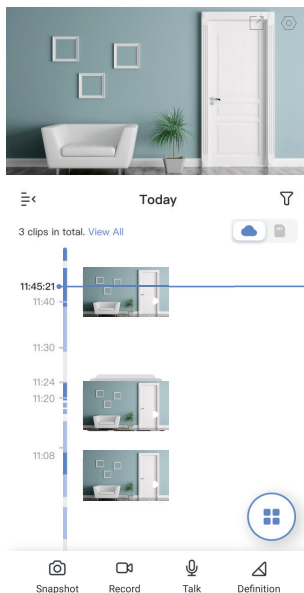 Today
3 clips in total. View All
11:45:21
11:40
11:30
11:24
11:20
11:08
Snapshot Record Talk Definition